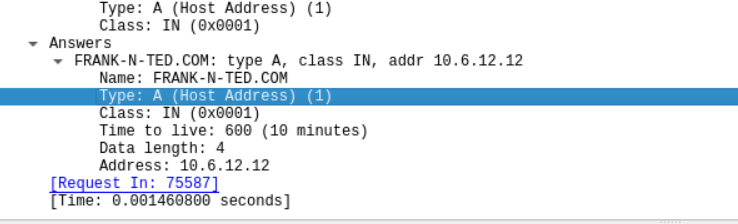 Type: A (Host Address) (1)
Class: IN (0x0001)
Answers
FRANK-N-TED.COM: type A, class IN, addr 10.6.12.12
Name: FRANK-N-TED.COM
Type: A (Host Address) (1)
Class: IN (0x0001)
Time to live: 600 (10 minutes)
Data length: 4
Address: 10.6.12.12
[Request In: 75587]
[Time: 0.001460800 seconds]